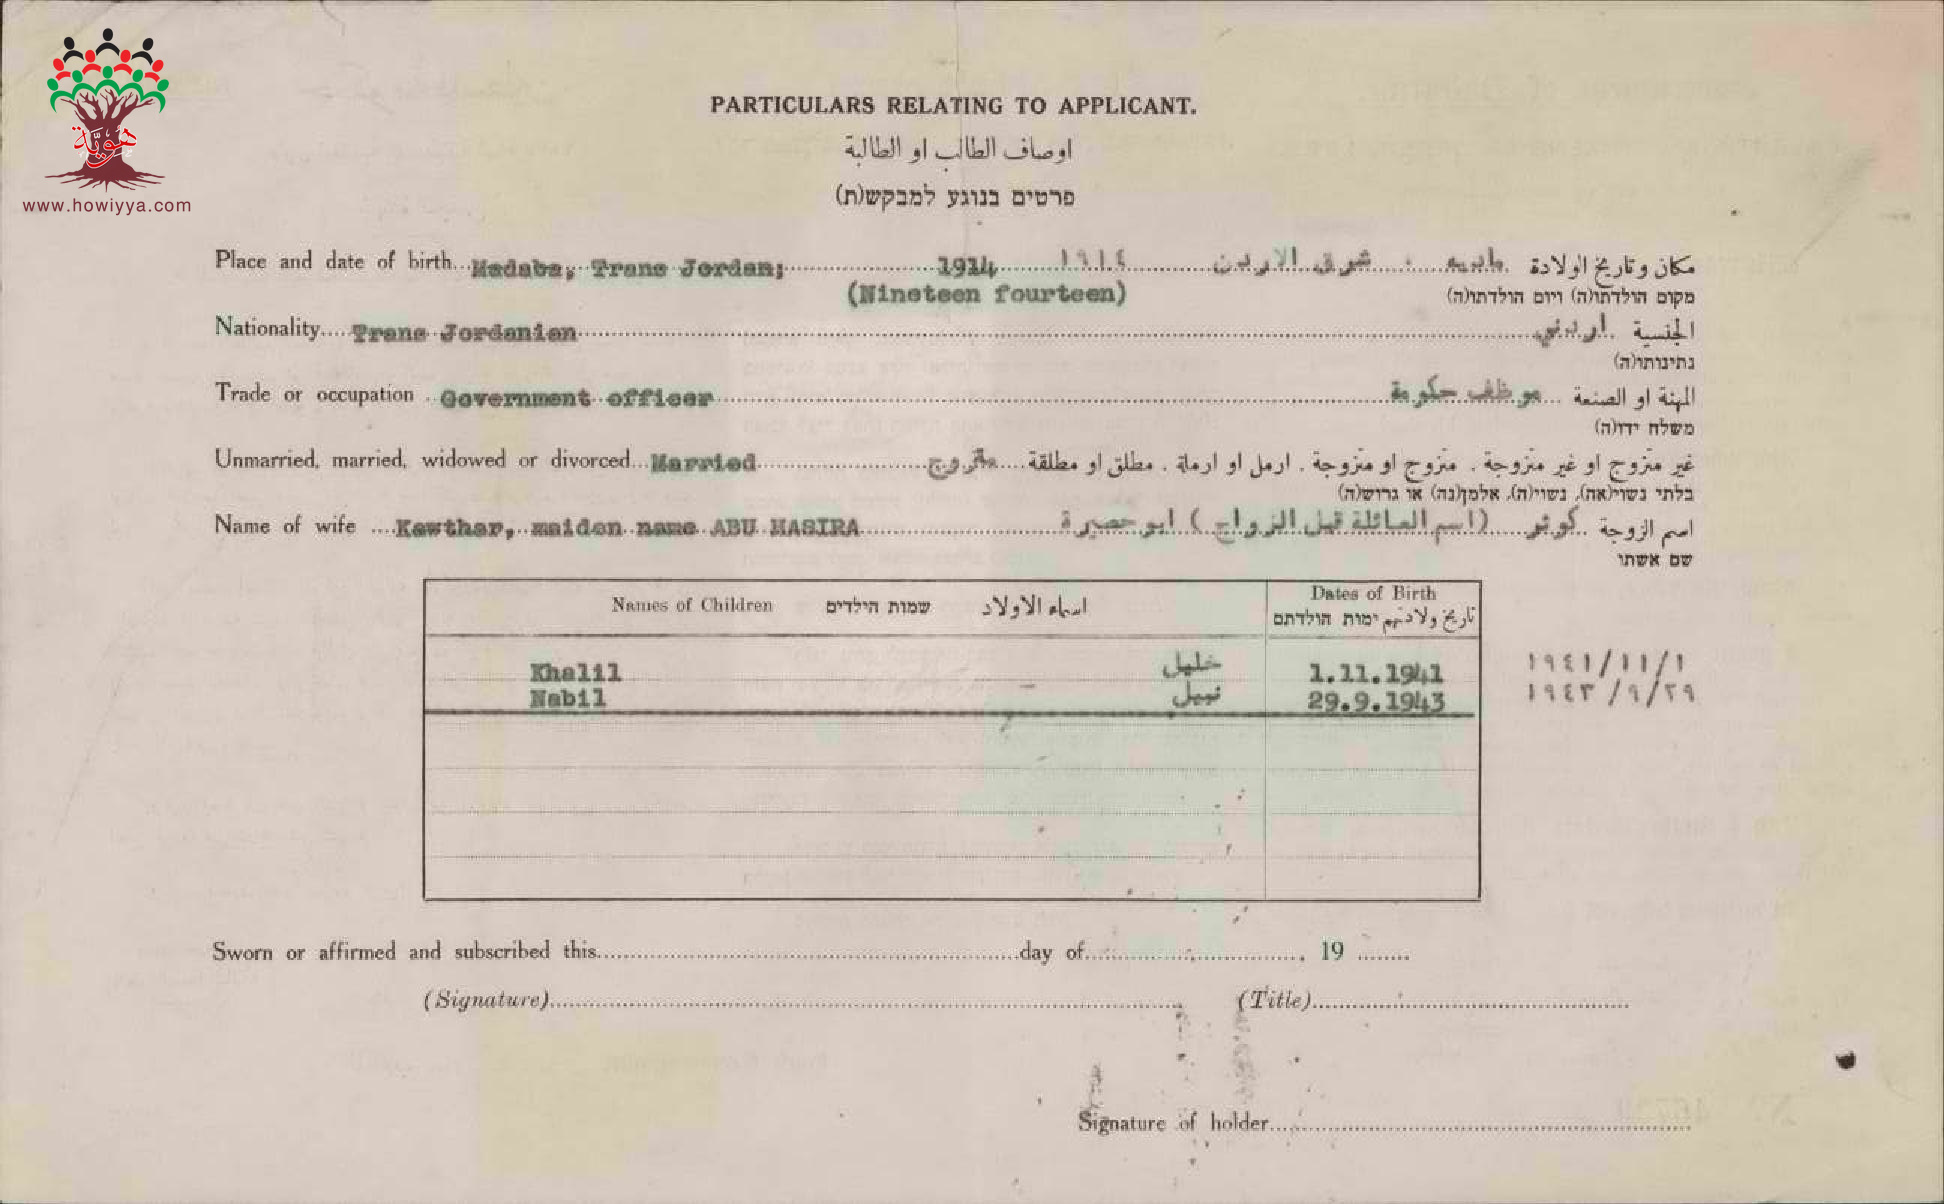 هوية
www.howiyya.com
PARTICULARS RELATING TO APPLICANT.
اوصاف الطالب او الطالبة
פרטים בנוגע למבקש(ת)
Place and date of birth Madaba, Trans Jordan; 1914 ١٩١٤ مادبه ، شرق الاردن مكان وتاريخ الولادة
(Nineteen fourteen) מקום הולדתו(ה) ויום הולדתו(ה)
Nationality Trans Jordanian اردني الجنسية
נתינותו(ה)
Trade or occupation Government officer موظف حكومة المهنة او الصنعة
משלח ידו(ה)
Unmarried, married, widowed or divorced Married متزوج غير متزوج او غير متزوجة . متزوج او متزوجة . ارمل او ارملة . مطلق او مطلقة
בלתי נשוי(אה), נשוי(ה), אלמן(נה) או גרוש(ה)
Name of wife Kawthar, maiden name ABU HASIRA كوثر (اسم العائلة قبل الزواج) ابو حصيرة اسم الزوجة
שם אשתו
Names of Children שמות הילדים اسماء الاولاد Dates of Birth
ימות הולדתם تاريخ ولادتهم
Khalil خليل 1.11.1941 ١٩٤١/١١/١
Nabil نبيل 29.9.1943 ١٩٤٣/٩/٢٩
Sworn or affirmed and subscribed this day of , 19
(Signature) (Title)
Signature of holder